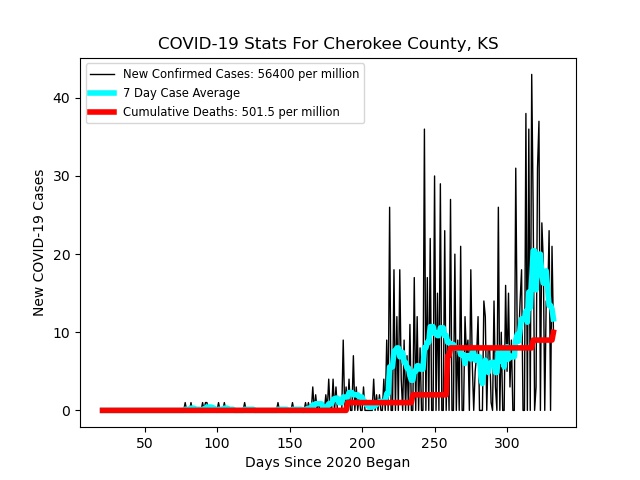 COVID-19 Stats For Cherokee County, KS
New Confirmed Cases: 56400 per million
7 Day Case Average
Cumulative Deaths: 501.5 per million
New COVID-19 Cases
40
30
20
10
0
50 100 150 200 250 300
Days Since 2020 Began